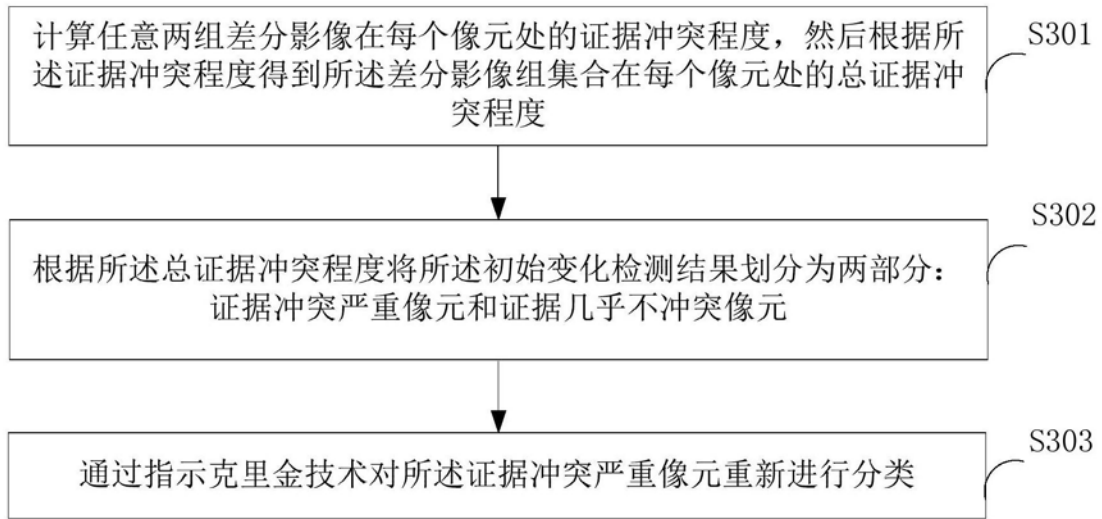 计算任意两组差分影像在每个像元处的证据冲突程度，然后根据所
述证据冲突程度得到所述差分影像组集合在每个像元处的总证据冲
突程度
S301
根据所述总证据冲突程度将所述初始变化检测结果划分为两部分：
证据冲突严重像元和证据几乎不冲突像元
S302
通过指示克里金技术对所述证据冲突严重像元重新进行分类
S303